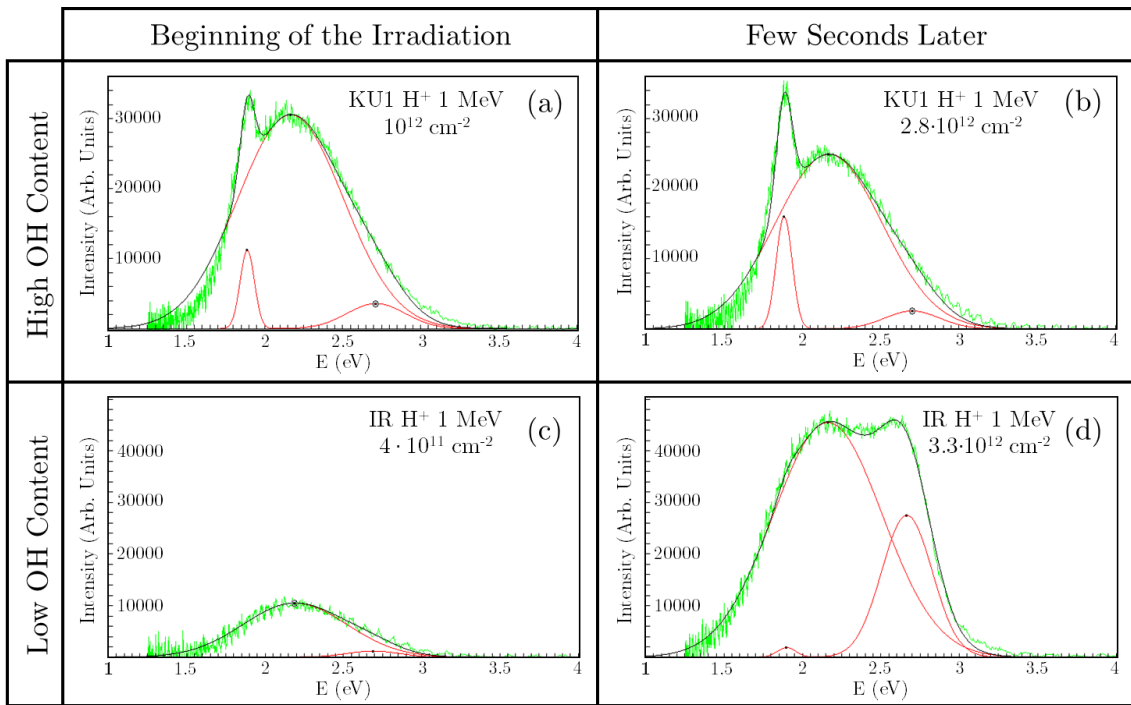 Beginning of the Irradiation
Few Seconds Later
High OH Content
Intensity (Arb. Units)
30000
20000
10000
KU1 H⁺ 1 MeV
10¹² cm⁻²
(a)
1 1.5 2 2.5 3 3.5 4
E (eV)
Intensity (Arb. Units)
30000
20000
10000
KU1 H⁺ 1 MeV
2.8·10¹² cm⁻²
(b)
1 1.5 2 2.5 3 3.5 4
E (eV)
Low OH Content
Intensity (Arb. Units)
40000
30000
20000
10000
IR H⁺ 1 MeV
4 · 10¹¹ cm⁻²
(c)
1 1.5 2 2.5 3 3.5 4
E (eV)
Intensity (Arb. Units)
40000
30000
20000
10000
IR H⁺ 1 MeV
3.3·10¹² cm⁻²
(d)
1 1.5 2 2.5 3 3.5 4
E (eV)